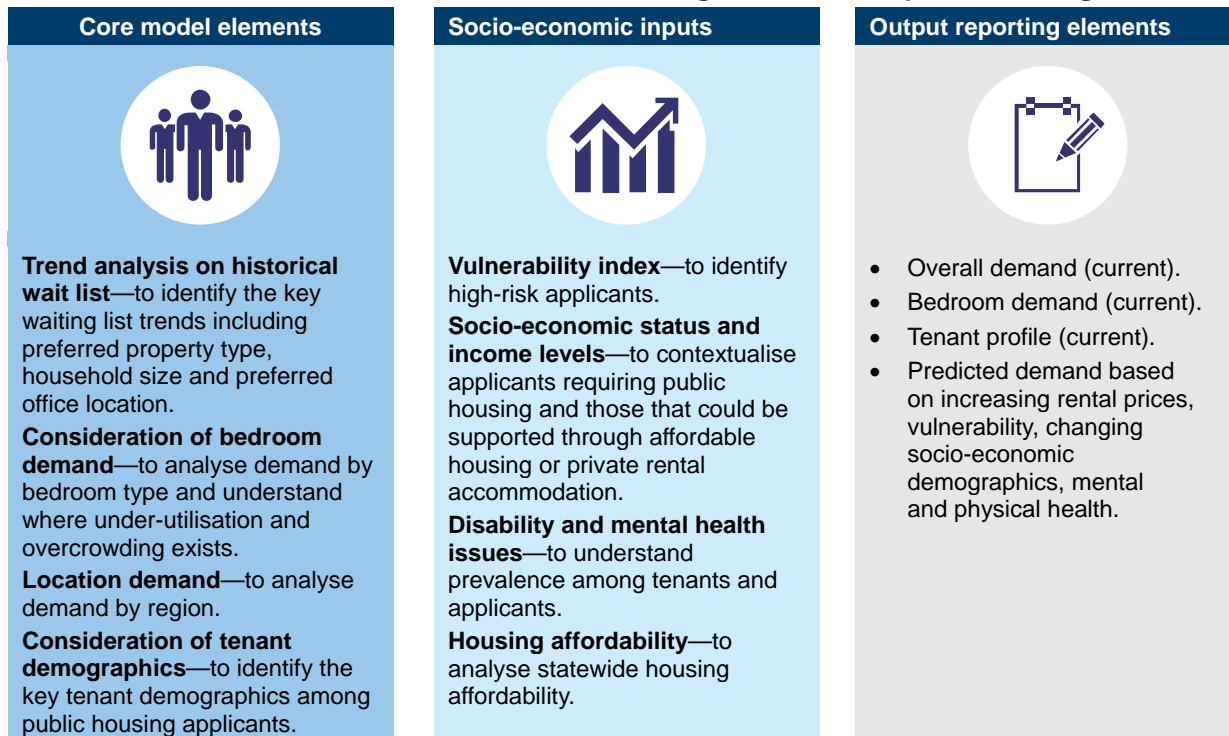 Core model elements
Trend analysis on historical
wait list—to identify the key
waiting list trends including
preferred property type,
household size and preferred
office location.
Consideration of bedroom
demand—to analyse demand by
bedroom type and understand
where under-utilisation and
overcrowding exists.
Location demand—to analyse
demand by region.
Consideration of tenant
demographics—to identify the
key tenant demographics among
public housing applicants.
Socio-economic inputs
Vulnerability index—to identify
high-risk applicants.
Socio-economic status and
income levels—to contextualise
applicants requiring public
housing and those that could be
supported through affordable
housing or private rental
accommodation.
Disability and mental health
issues—to understand
prevalence among tenants and
applicants.
Housing affordability—to
analyse statewide housing
affordability.
Output reporting elements
• Overall demand (current).
• Bedroom demand (current).
• Tenant profile (current).
• Predicted demand based
on increasing rental prices,
vulnerability, changing
socio-economic
demographics, mental
and physical health.